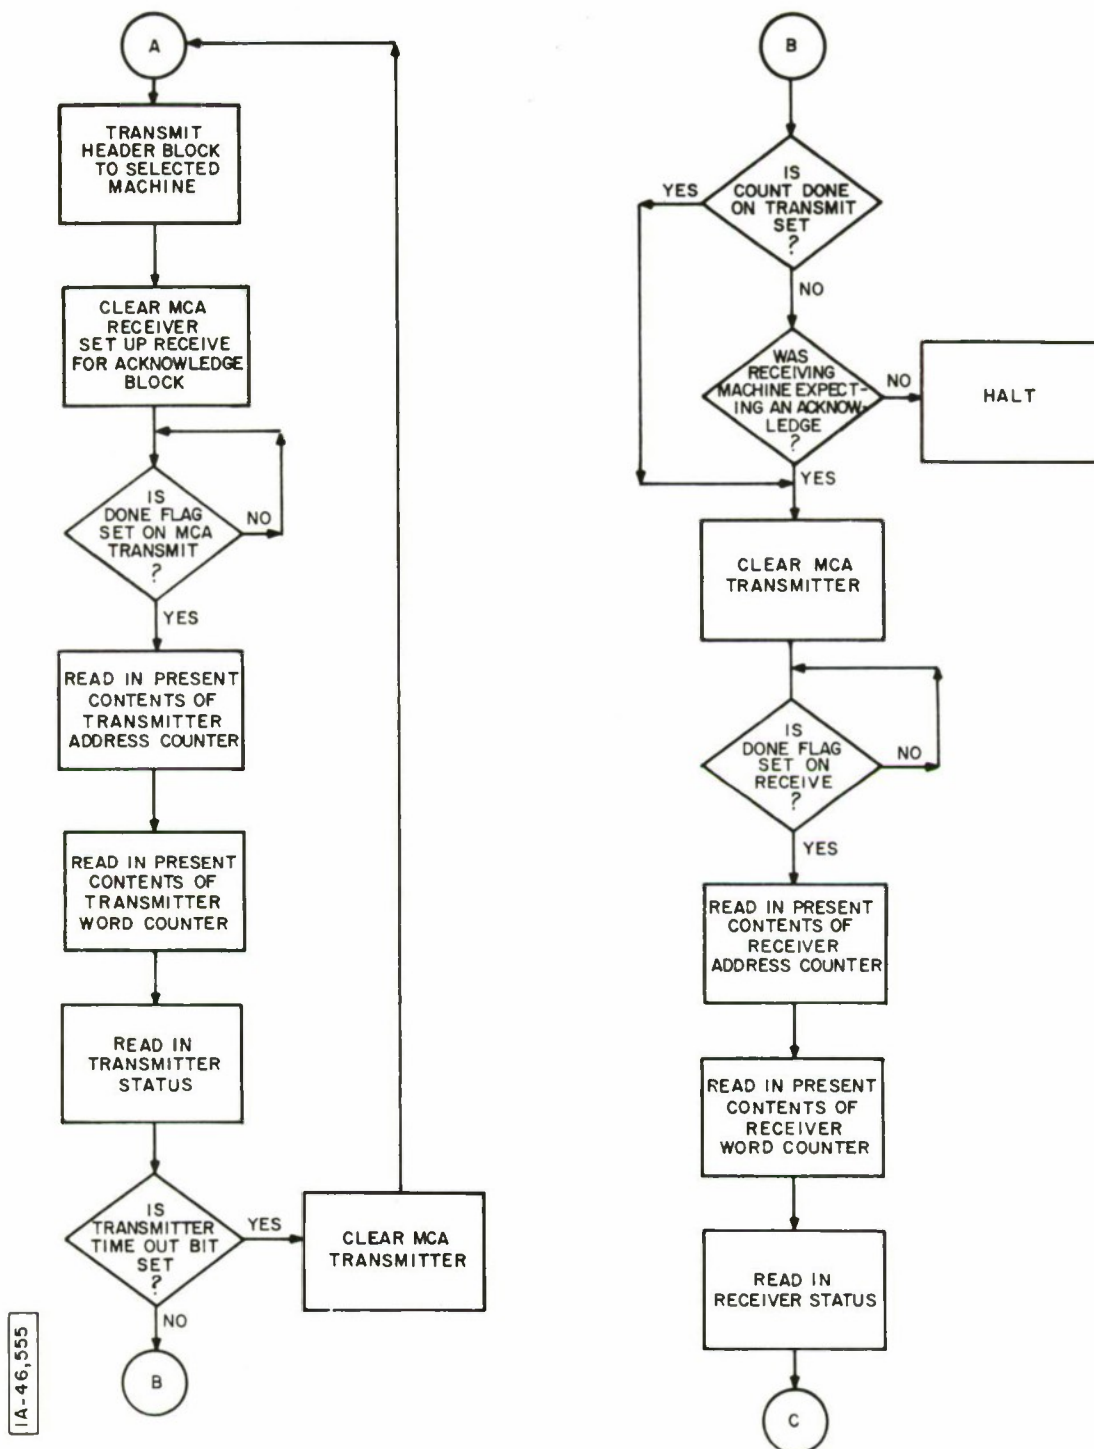 A
TRANSMIT
HEADER BLOCK
TO SELECTED
MACHINE
CLEAR MCA
RECEIVER
SET UP RECEIVE
FOR ACKNOWLEDGE
BLOCK
IS
DONE FLAG
SET ON MCA
TRANSMIT
?
NO
YES
READ IN PRESENT
CONTENTS OF
TRANSMITTER
ADDRESS COUNTER
READ IN PRESENT
CONTENTS OF
TRANSMITTER
WORD COUNTER
READ IN
TRANSMITTER
STATUS
IS
TRANSMITTER
TIME OUT BIT
SET
?
YES
CLEAR MCA
TRANSMITTER
NO
B
IA-46,555
B
IS
COUNT DONE
ON TRANSMIT
SET
?
YES
NO
WAS
RECEIVING
MACHINE EXPECT-
ING AN ACKNOW-
LEDGE
?
NO
HALT
YES
CLEAR MCA
TRANSMITTER
IS
DONE FLAG
SET ON
RECEIVE
?
NO
YES
READ IN PRESENT
CONTENTS OF
RECEIVER
ADDRESS COUNTER
READ IN PRESENT
CONTENTS OF
RECEIVER
WORD COUNTER
READ IN
RECEIVER STATUS
C